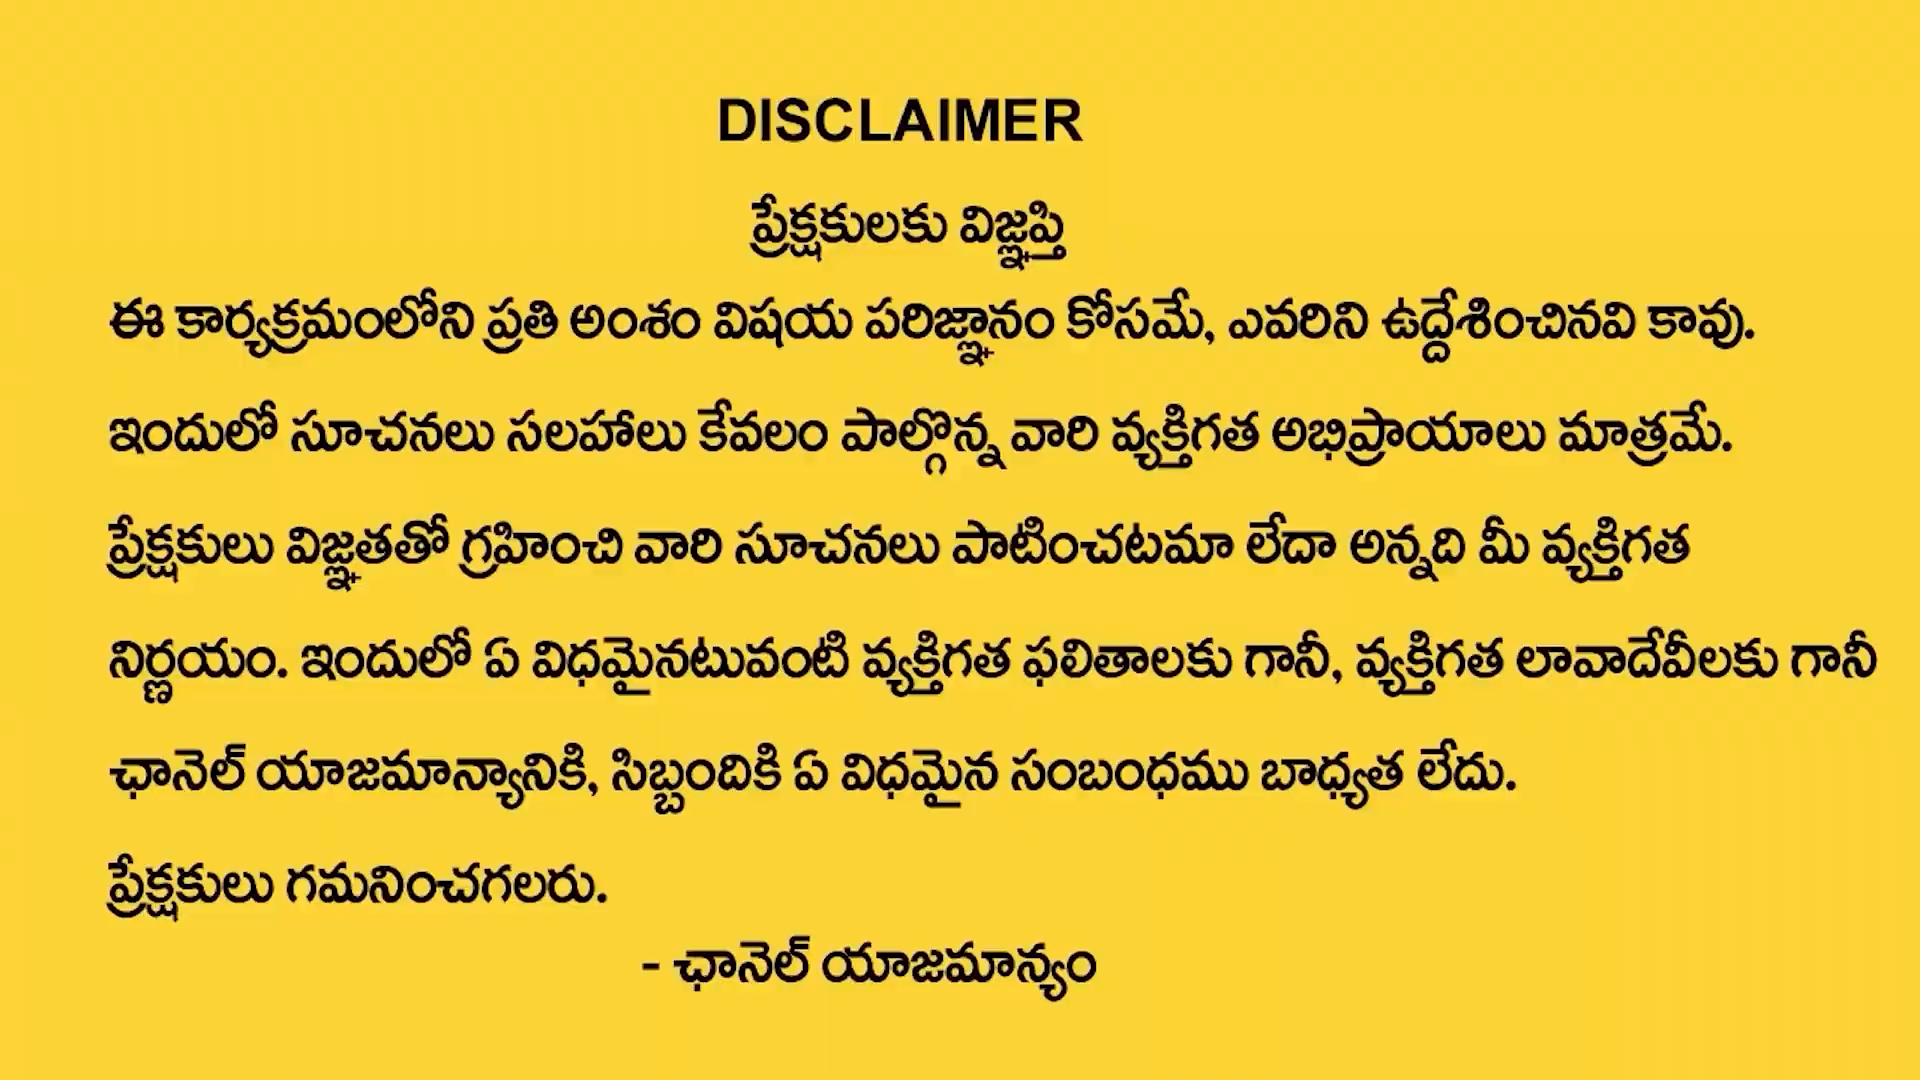 DISCLAIMER
ప్రేక్షకులకు విజ్ఞప్తి
ఈ కార్యక్రమంలోని ప్రతి అంశం విషయ పరిజ్ఞానం కోసమే, ఎవరిని ఉద్దేశించినవి కావు.
ఇందులో సూచనలు సలహాలు కేవలం పాల్గొన్న వారి వ్యక్తిగత అభిప్రాయాలు మాత్రమే.
ప్రేక్షకులు విజ్ఞతతో గ్రహించి వారి సూచనలు పాటించటమా లేదా అన్నది మీ వ్యక్తిగత
నిర్ణయం. ఇందులో ఏ విధమైనటువంటి వ్యక్తిగత ఫలితాలకు గానీ, వ్యక్తిగత లావాదేవీలకు గానీ
ఛానెల్ యాజమాన్యానికి, సిబ్బందికి ఏ విధమైన సంబంధము బాధ్యత లేదు.
ప్రేక్షకులు గమనించగలరు.
- ఛానెల్ యాజమాన్యం